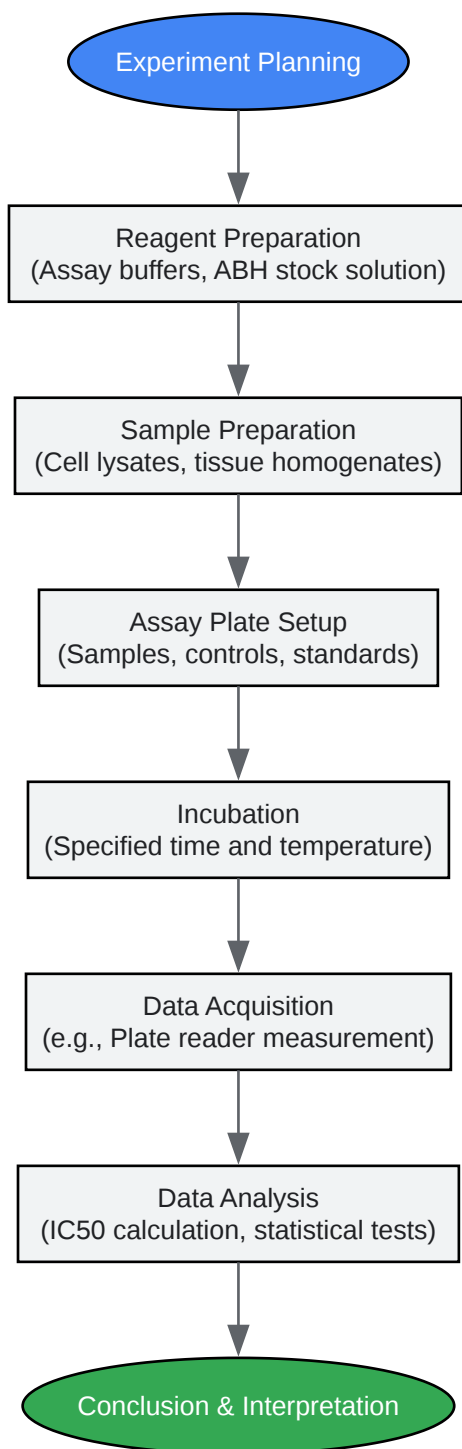 Experiment Planning
Reagent Preparation
(Assay buffers, ABH stock solution)
Sample Preparation
(Cell lysates, tissue homogenates)
Assay Plate Setup
(Samples, controls, standards)
Incubation
(Specified time and temperature)
Data Acquisition
(e.g., Plate reader measurement)
Data Analysis
(IC50 calculation, statistical tests)
Conclusion & Interpretation